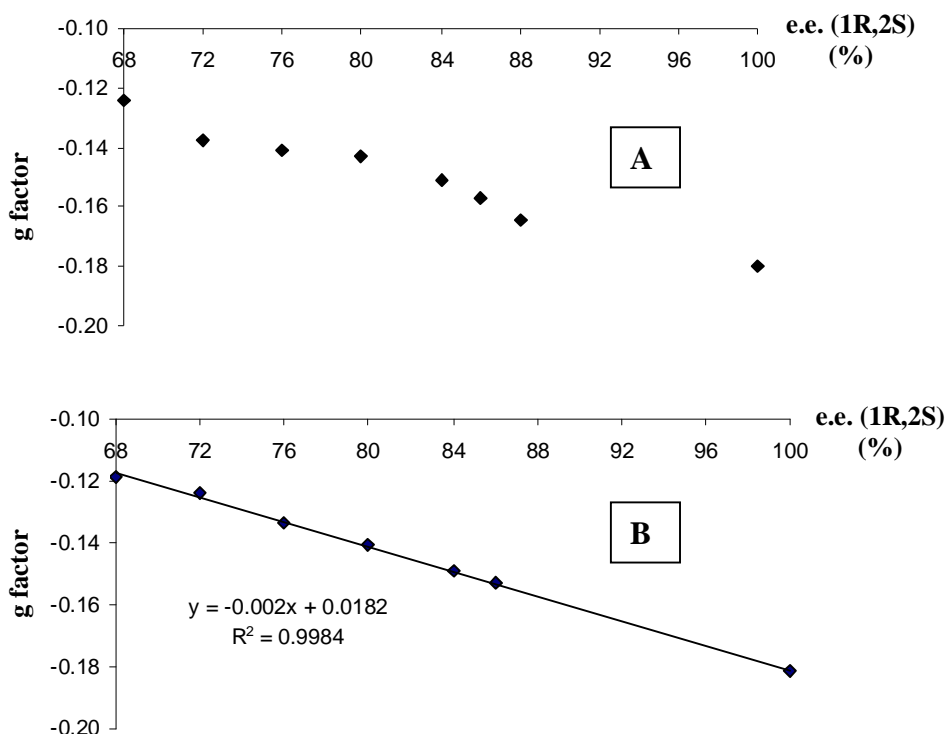 -0.10
e.e. (1R,2S)
(%)
68 72 76 80 84 88 92 96 100
-0.12
-0.14
-0.16
-0.18
-0.20
g factor
A
-0.10
e.e. (1R,2S)
(%)
68 72 76 80 84 88 92 96 100
-0.12
-0.14
-0.16
-0.18
-0.20
g factor
B
y = -0.002x + 0.0182
R² = 0.9984